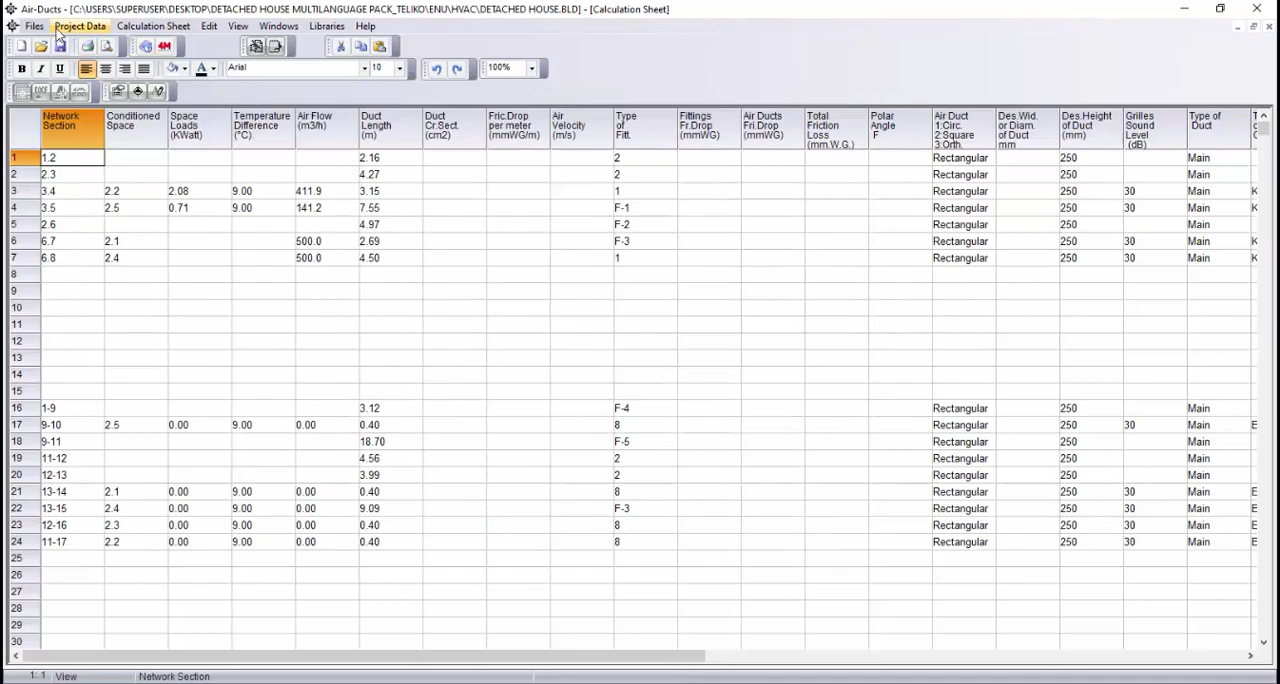 Air-Ducts - [C:\USERS\SUPERUSER\DESKTOP\DETACHED HOUSE MULTILANGUAGE PACK_TELIKO\ENU\HVAC\DETACHED HOUSE.BLD] - [Calculation Sheet]
Files Project Data Calculation Sheet Edit View Windows Libraries Help
4M
B I U Arial 10 100%
Network Section Conditioned Space Space Loads (KWatt) Temperature Difference (°C) Air Flow (m3/h) Duct Length (m) Duct Cr.Sect. (cm2) Fric.Drop per meter (mmWG/m) Air Velocity (m/s) Type of Fitt. Fittings Fr.Drop (mmWG) Air Ducts Fri.Drop (mmWG) Total Friction Loss (mm.W.G.) Polar Angle F Air Duct 1:Circ. 2:Square 3:Orth. Des.Wid. or Diam. of Duct mm Des.Height of Duct (mm) Grilles Sound Level (dB) Type of Duct
1 1.2 2.16 2 Rectangular 250 Main
2 2.3 4.27 2 Rectangular 250 Main
3 3.4 2.2 2.08 9.00 411.9 3.15 1 Rectangular 250 30 Main K
4 3.5 2.5 0.71 9.00 141.2 7.55 F-1 Rectangular 250 30 Main K
5 2.6 4.97 F-2 Rectangular 250 Main
6 6.7 2.1 500.0 2.69 F-3 Rectangular 250 30 Main K
7 6.8 2.4 500.0 4.50 1 Rectangular 250 30 Main K
8
9
10
11
12
13
14
15
16 1-9 3.12 F-4 Rectangular 250 Main
17 9-10 2.5 0.00 9.00 0.00 0.40 8 Rectangular 250 30 Main E
18 9-11 18.70 F-5 Rectangular 250 Main
19 11-12 4.56 2 Rectangular 250 Main
20 12-13 3.99 2 Rectangular 250 Main
21 13-14 2.1 0.00 9.00 0.00 0.40 8 Rectangular 250 30 Main E
22 13-15 2.4 0.00 9.00 0.00 9.09 F-3 Rectangular 250 30 Main E
23 12-16 2.3 0.00 9.00 0.00 0.40 8 Rectangular 250 30 Main E
24 11-17 2.2 0.00 9.00 0.00 0.40 8 Rectangular 250 30 Main E
25
26
27
28
29
30
1: 1 View Network Section